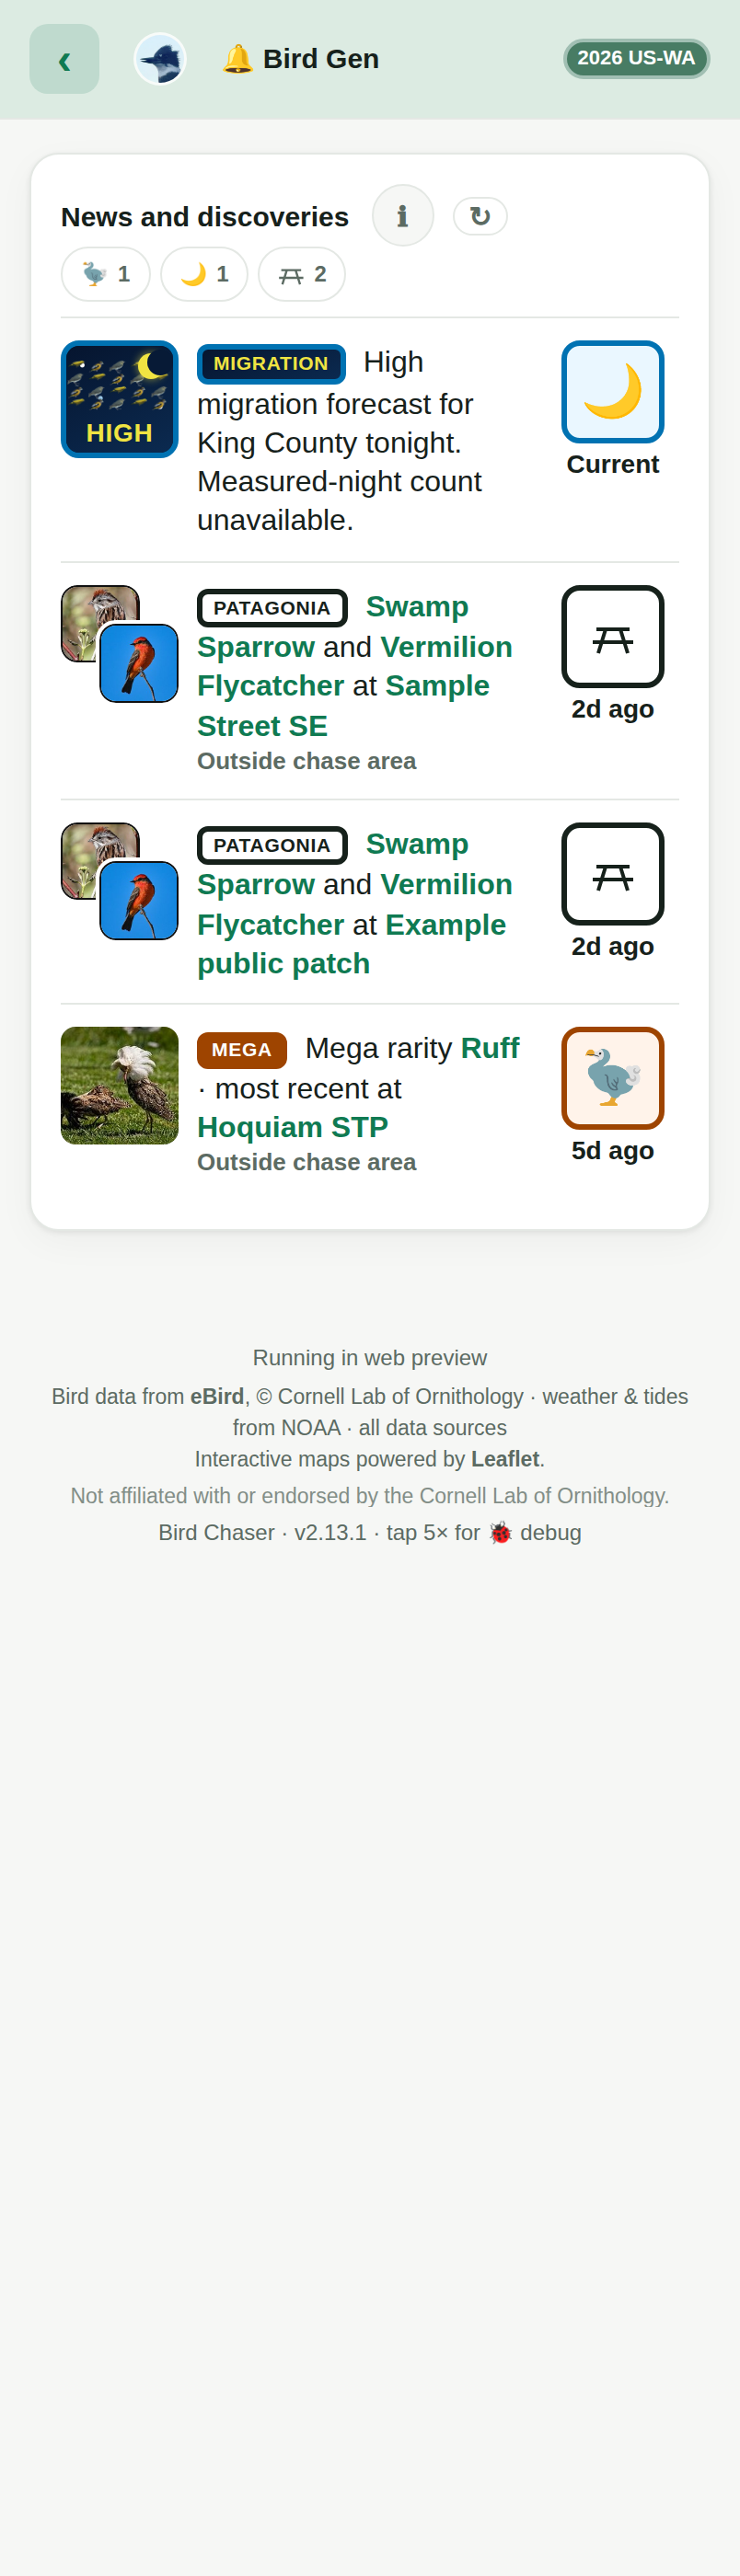 ‹ 🔔 Bird Gen 2026 US-WA
News and discoveries ℹ ↻
🦤 1 🌙 1 2
HIGH
MIGRATION High
migration forecast for
King County tonight.
Measured-night count
unavailable.
Current
PATAGONIA Swamp
Sparrow and Vermilion
Flycatcher at Sample
Street SE
Outside chase area
2d ago
PATAGONIA Swamp
Sparrow and Vermilion
Flycatcher at Example
public patch
2d ago
MEGA Mega rarity Ruff
· most recent at
Hoquiam STP
Outside chase area
5d ago
Running in web preview
Bird data from eBird, © Cornell Lab of Ornithology · weather & tides
from NOAA · all data sources
Interactive maps powered by Leaflet.
Not affiliated with or endorsed by the Cornell Lab of Ornithology.
Bird Chaser · v2.13.1 · tap 5× for 🐞 debug